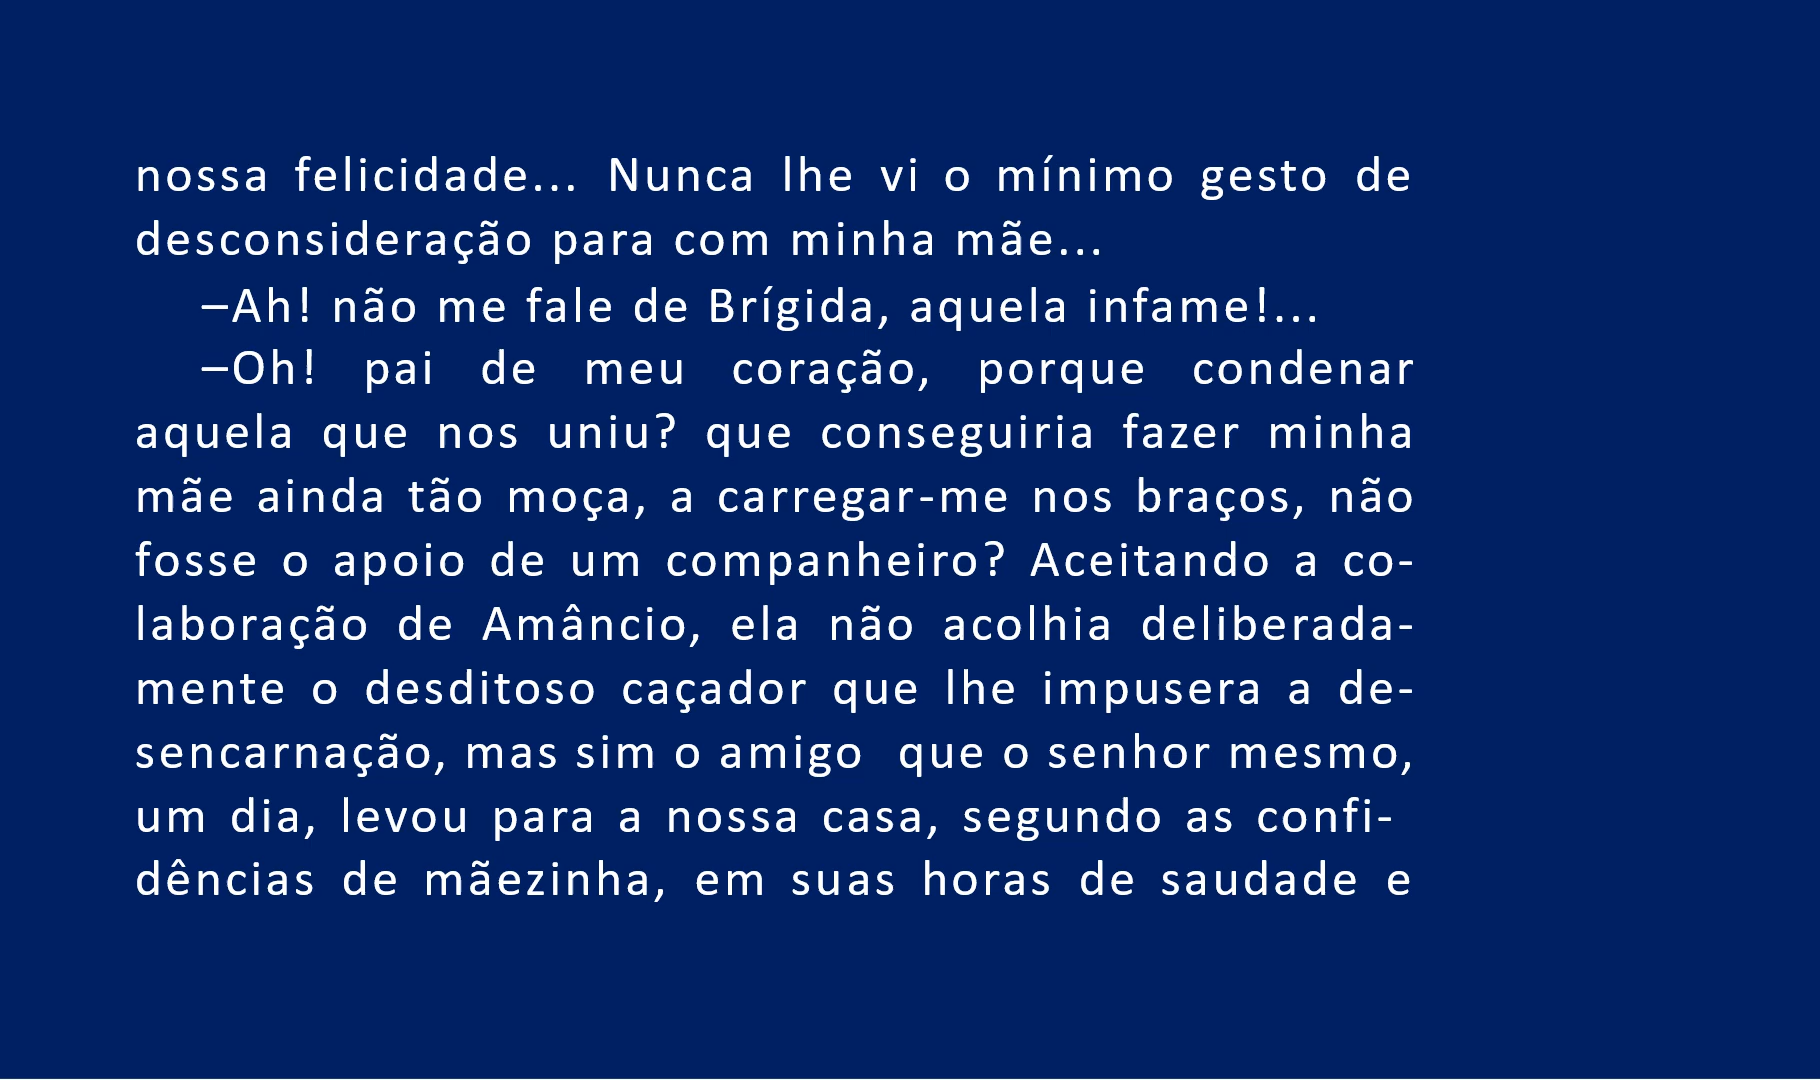 nossa felicidade... Nunca lhe vi o mínimo gesto de
desconsideração para com minha mãe...
–Ah! não me fale de Brígida, aquela infame!...
–Oh! pai de meu coração, porque condenar
aquela que nos uniu? que conseguiria fazer minha
mãe ainda tão moça, a carregar-me nos braços, não
fosse o apoio de um companheiro? Aceitando a co-
laboração de Amâncio, ela não acolhia deliberada-
mente o desditoso caçador que lhe impusera a de-
sencarnação, mas sim o amigo  que o senhor mesmo,
um dia, levou para a nossa casa, segundo as confi-
dências de mãezinha, em suas horas de saudade e